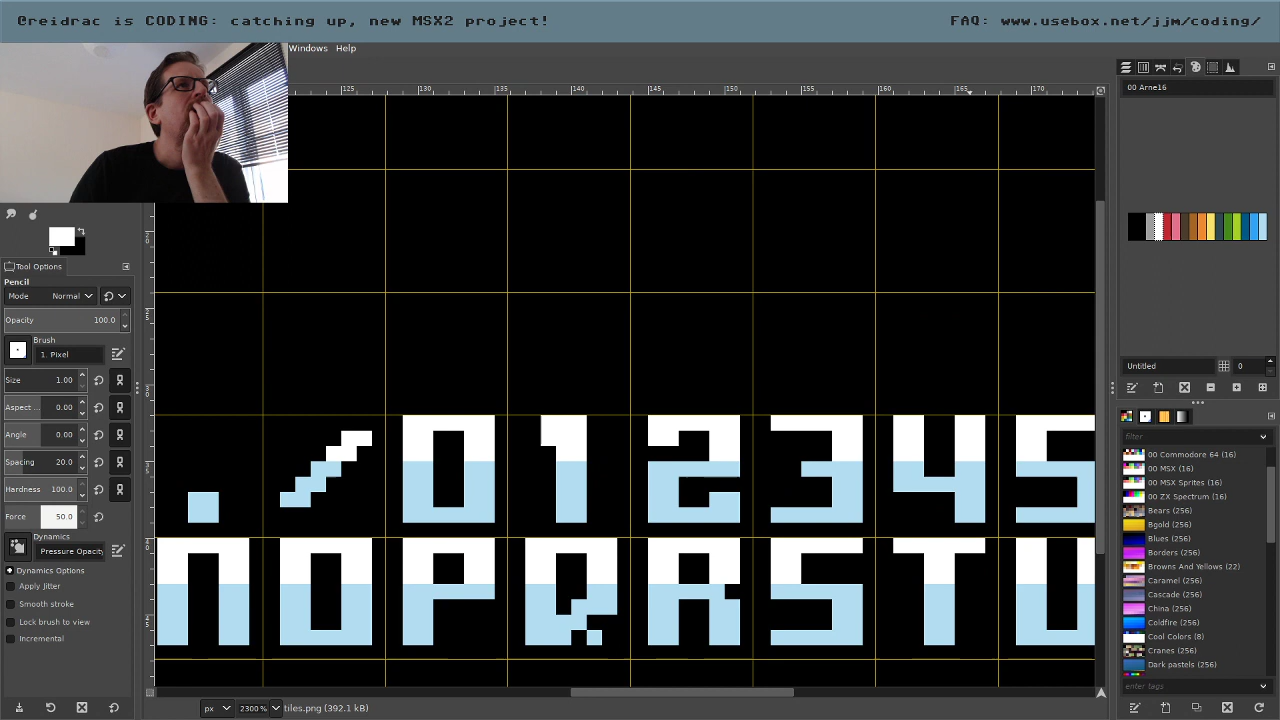 @reidrac is CODING: catching up, new MSX2 project!
FAQ: www.usebox.net/jjm/coding/
Windows Help
125 130 135 140 145 150 155 160 165 170
00 Arne16
Tool Options
Pencil
Mode Normal
Opacity 100.0
Brush
1. Pixel
Size 1.00
Aspect ... 0.00
Angle 0.00
Spacing 20.0
Hardness 100.0
Force 50.0
Dynamics
Pressure Opacity
Dynamics Options
Apply Jitter
Smooth stroke
Lock brush to view
Incremental
. / 0 1 2 3 4 5
N O P Q R S T U
Untitled 0
filter
00 Commodore 64 (16)
00 MSX (16)
00 MSX Sprites (16)
00 ZX Spectrum (16)
Bears (256)
Bgold (256)
Blues (256)
Borders (256)
Browns And Yellows (22)
Caramel (256)
Cascade (256)
China (256)
Coldfire (256)
Cool Colors (8)
Cranes (256)
Dark pastels (256)
enter tags
px 2300% tiles.png (392.1 kB)